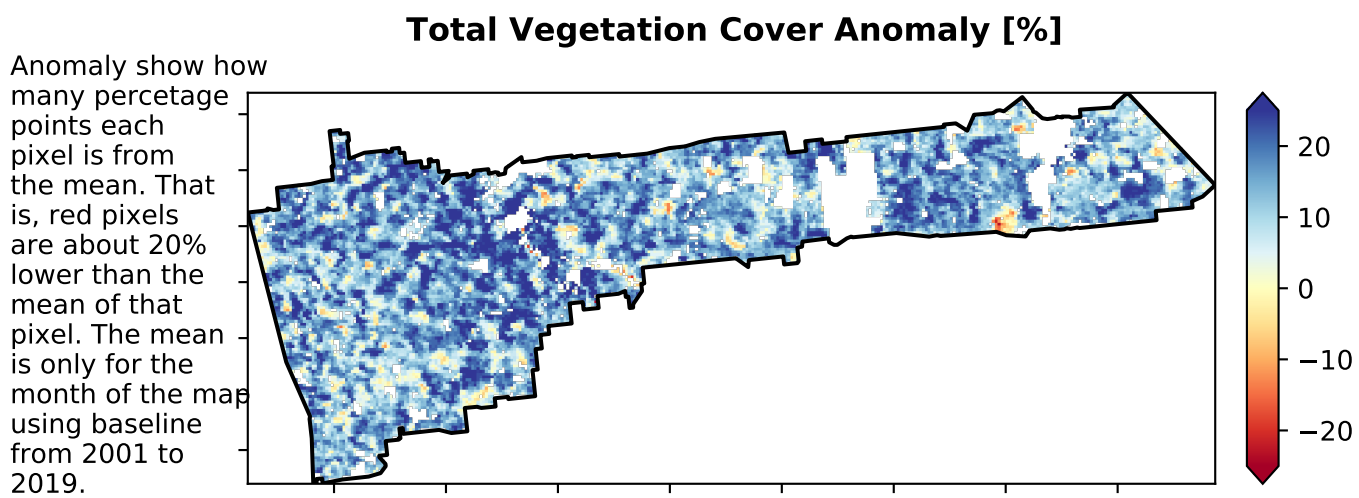 Total Vegetation Cover Anomaly [%]
Anomaly show how
many percetage
points each
pixel is from
the mean. That
is, red pixels
are about 20%
lower than the
mean of that
pixel. The mean
is only for the
month of the map
using baseline
from 2001 to
2019.
20
10
0
−10
−20